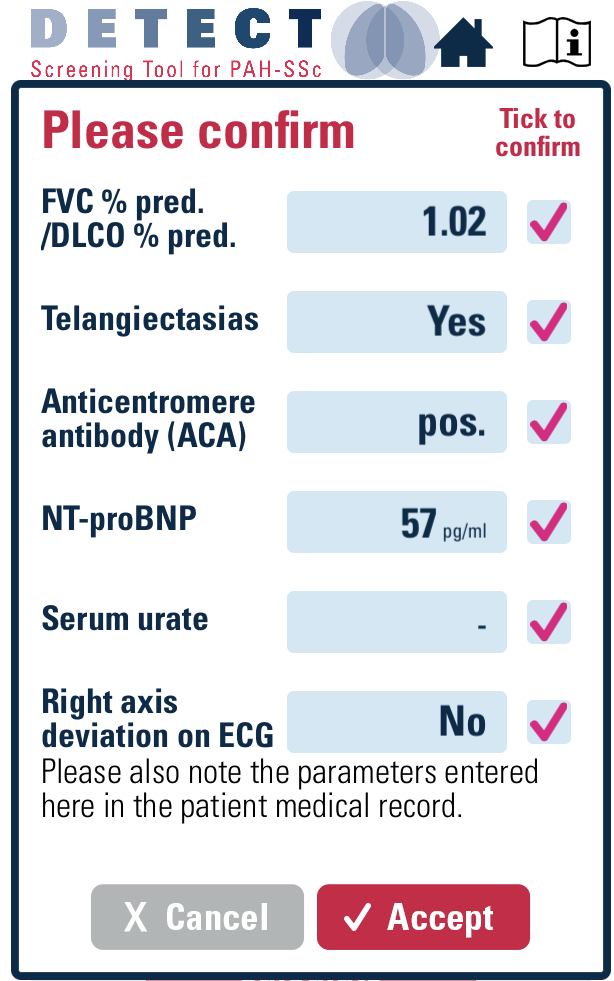 DETECT
Screening Tool for PAH-SSc
i
Please confirm
Tick to
confirm
FVC % pred.
/DLCO % pred.
1.02
Telangiectasias
Yes
Anticentromere
antibody (ACA)
pos.
NT-proBNP
57 pg/ml
Serum urate
-
Right axis
deviation on ECG
No
Please also note the parameters entered
here in the patient medical record.
X Cancel
✓ Accept